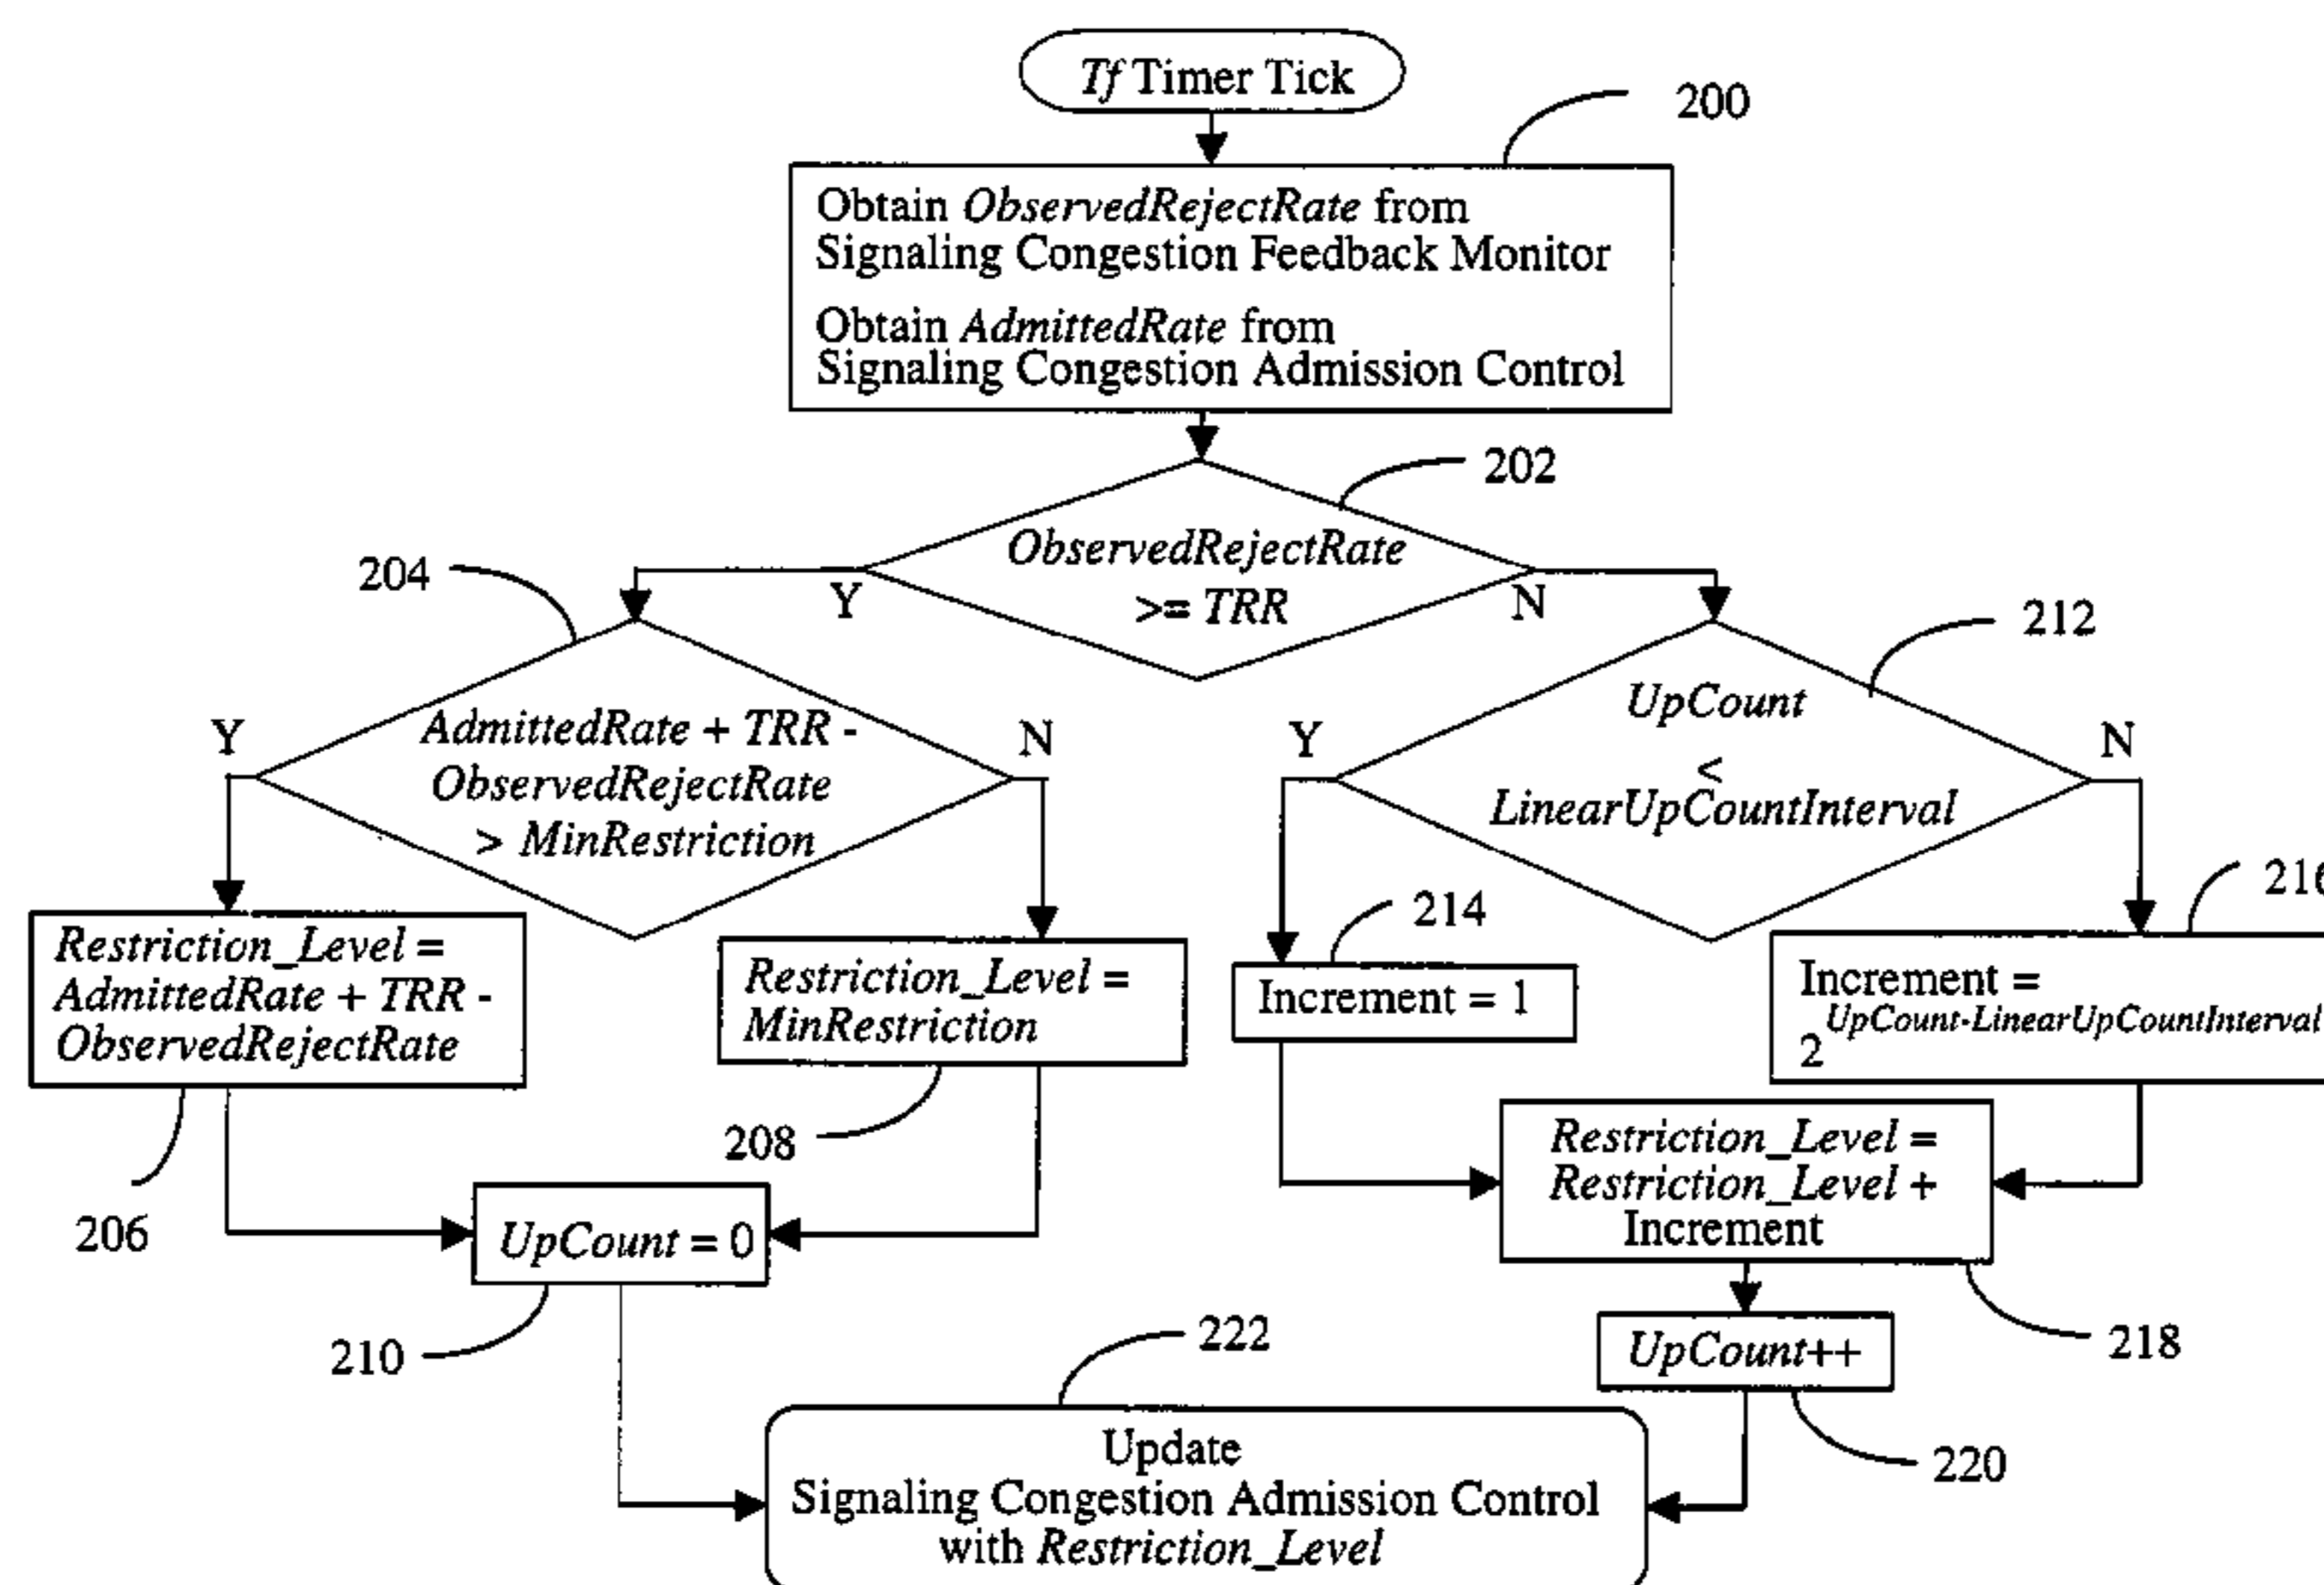 Tf Timer Tick
200
Obtain ObservedRejectRate from
Signaling Congestion Feedback Monitor
Obtain AdmittedRate from
Signaling Congestion Admission Control
202
ObservedRejectRate
>= TRR
Y
N
204
AdmittedRate + TRR -
ObservedRejectRate
> MinRestriction
Y
N
212
UpCount
<
LinearUpCountInterval
Y
N
Restriction_Level =
AdmittedRate + TRR -
ObservedRejectRate
206
Restriction_Level =
MinRestriction
208
214
Increment = 1
216
Increment =
2^UpCount-LinearUpCountInterval
UpCount = 0
210
Restriction_Level =
Restriction_Level +
Increment
218
UpCount++
220
222
Update
Signaling Congestion Admission Control
with Restriction_Level